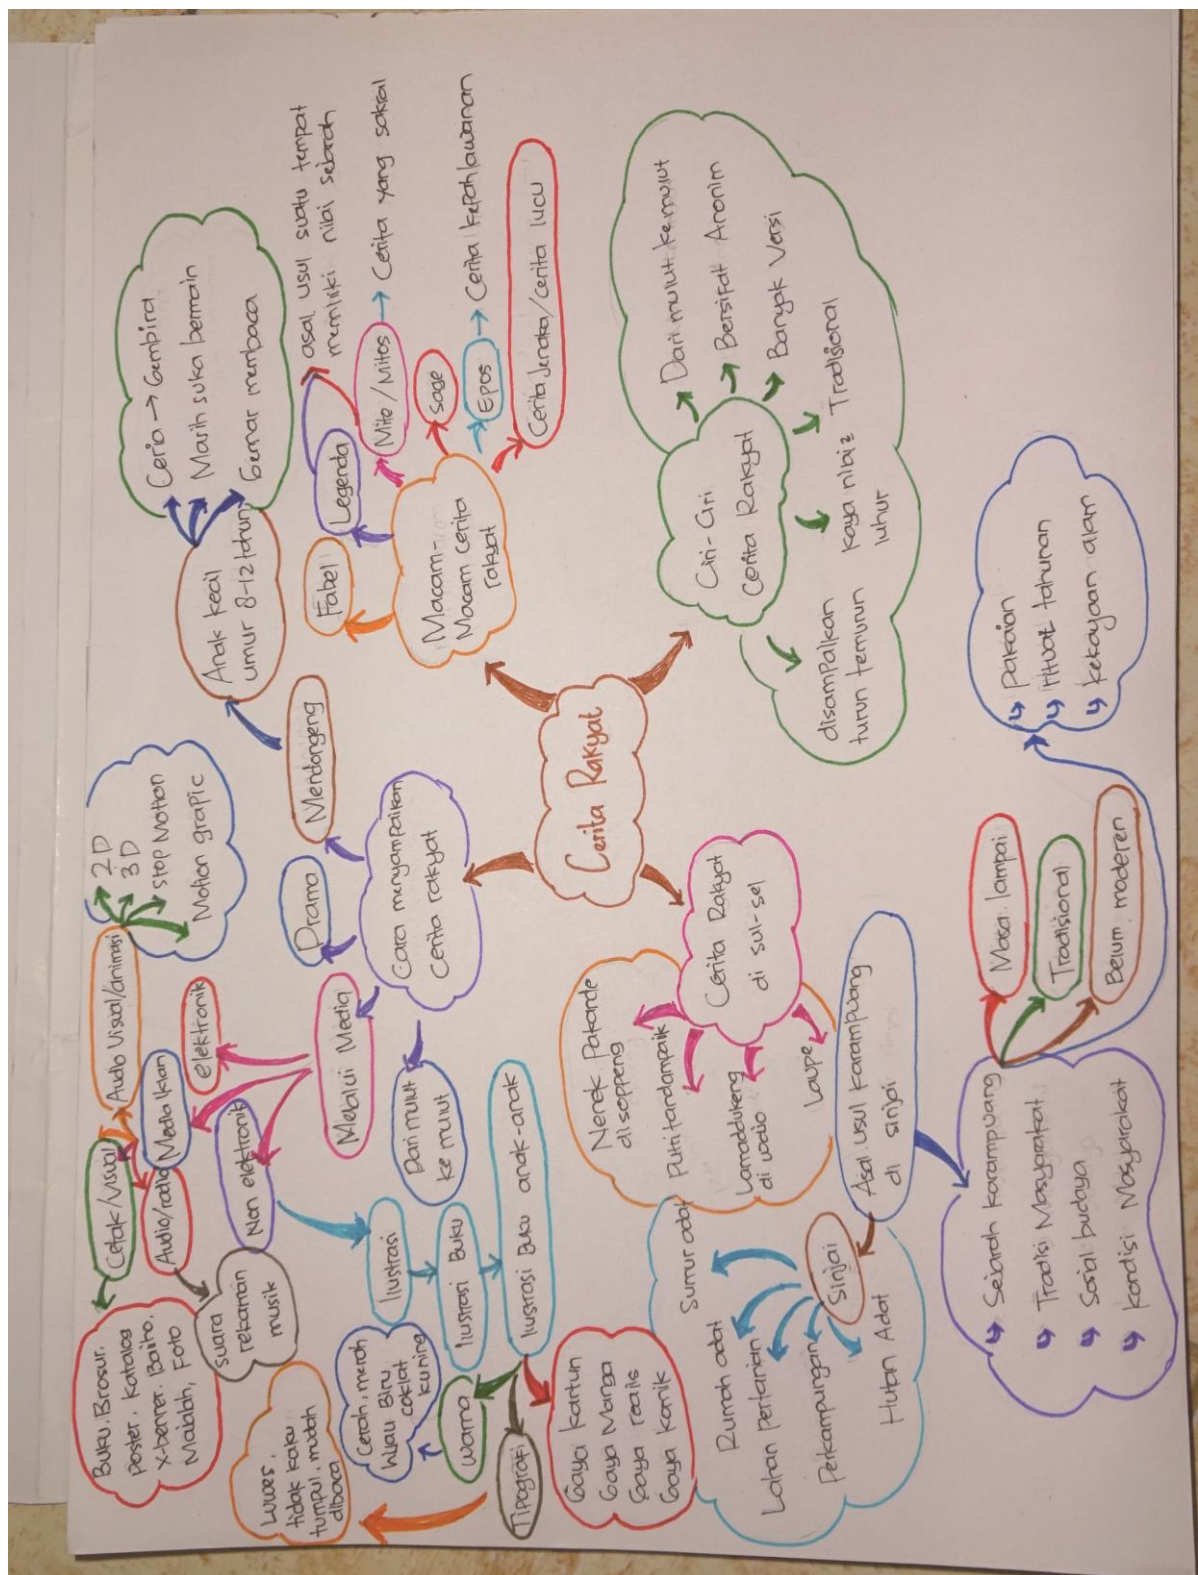 Cerita Rakyat
Cara menyampaikan
cerita rakyat
Mendongeng
Anak kecil
umur 8-12 tahun
Ceria → Gembira
Masih suka bermain
Gemar membaca
Drama
Melalui Media
elektronik
Media Iklan
Audio Visual/animasi
2D
3D
Stop Motion
Motion grapic
Cetak/Visual
Buku, Brosur,
Poster, Katalog
X-benner, Baliho,
Majalah, Foto
Audio/radio
Suara
rekaman
musik
Non elektronik
Ilustrasi
Ilustrasi Buku
Ilustrasi Buku anak-anak
Warna
Cerah, merah
Hijau Biru
coklat
kuning
Tipografi
Luwes,
tidak kaku
tumpul, mudah
dibaca
Gaya kartun
Gaya Manga
Gaya realis
Gaya komik
Dari mulut
ke mulut
Macam-
Macam cerita
rakyat
Fabel
Legenda
asal usul suatu tempat
memiliki nilai sejarah
Mite/Mitos → Cerita yang sakral
Sage
Epos → Cerita kepahlawanan
Cerita Jenaka/cerita lucu
Ciri-Ciri
Cerita Rakyat
Dari mulut ke mulut
Bersifat Anonim
Banyak Versi
Tradisional
kaya nilai2
luhur
disampaikan
turun temurun
Cerita Rakyat
di sul-sel
Nenek Pakande
di soppeng
Putitandampalik
Lamaddukeng
di wajo
Laupe
Asal usul karampuang
di sinjai
Sinjai
Sumur adat
Rumah adat
Lahan pertanian
Perkampungan
Hutan Adat
Sejarah karampuang
Tradisi Masyarakat
Sosial budaya
kondisi Masyarakat
Masa lampai
Tradisional
Belum moderen
pakaian
ritual tahunan
kekayaan alam